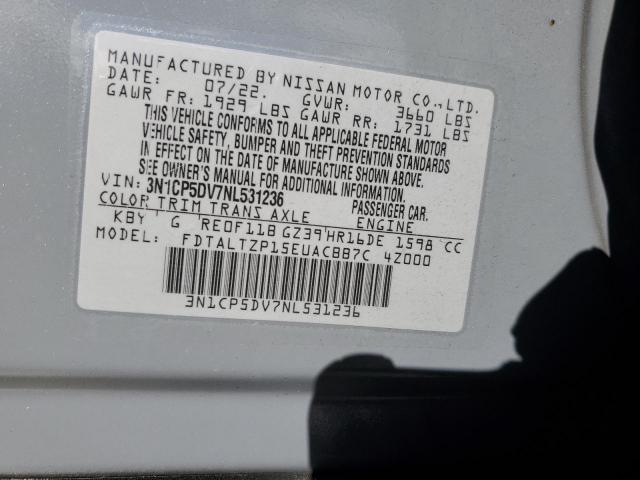 MANUFACTURED BY NISSAN MOTOR CO.,LTD.
DATE: 07/22. GVWR: 3660 LBS
GAWR FR: 1929 LBS GAWR RR: 1731 LBS
THIS VEHICLE CONFORMS TO ALL APPLICABLE FEDERAL MOTOR
VEHICLE SAFETY, BUMPER AND THEFT PREVENTION STANDARDS
IN EFFECT ON THE DATE OF MANUFACTURE SHOWN ABOVE.
SEE OWNER'S MANUAL FOR ADDITIONAL INFORMATION.
VIN: 3N1CP5DV7NL531236 PASSENGER CAR.
COLOR TRIM TRANS AXLE ENGINE
KBY G RE0F11B GZ39 HR16DE 1598 CC
MODEL: FDTALTZP15EUAC887C 4Z000
3N1CP5DV7NL531236